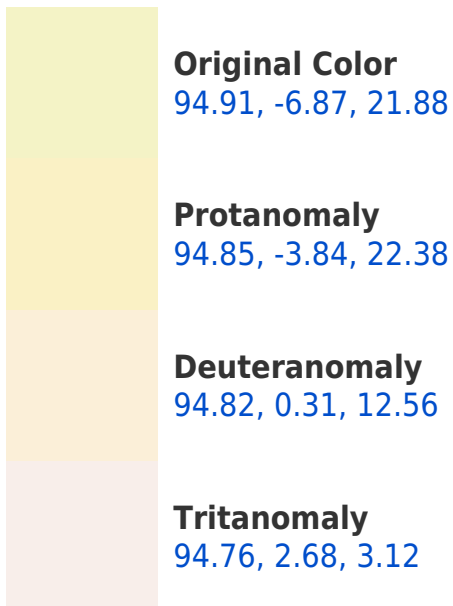 Original Color
94.91, -6.87, 21.88
Protanomaly
94.85, -3.84, 22.38
Deuteranomaly
94.82, 0.31, 12.56
Tritanomaly
94.76, 2.68, 3.12